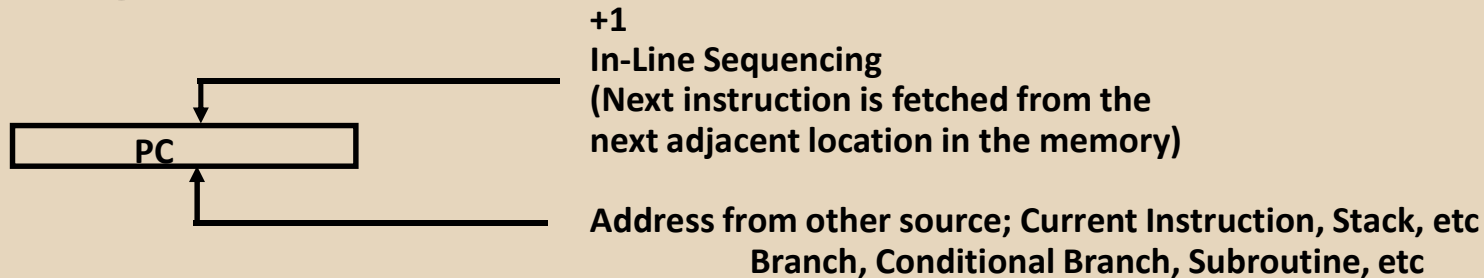 +1
In-Line Sequencing
(Next instruction is fetched from the
PC
next adjacent location in the memory)
Address from other source; Current Instruction, Stack, etc
Branch, Conditional Branch, Subroutine, etc